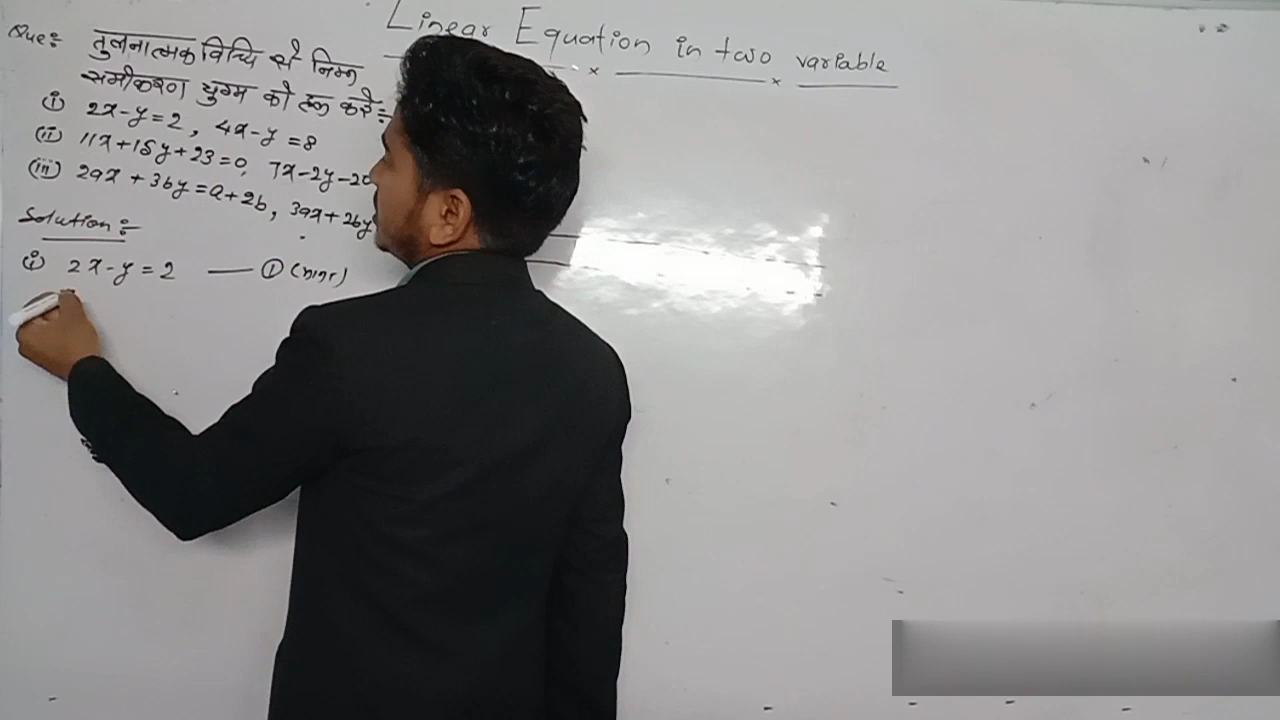 Linear Equation in two variable
Que:- तुलनात्मक विधि से निम्न
समीकरण युग्म को हल करें:-
(i) 2x-y=2, 4x-y=8
(ii) 11x+15y+23=0, 7x-2y-20
(iii) 2ax+3by=a+2b, 3ax+2by
Solution:-
(i) 2x-y=2 — (1) (माना)